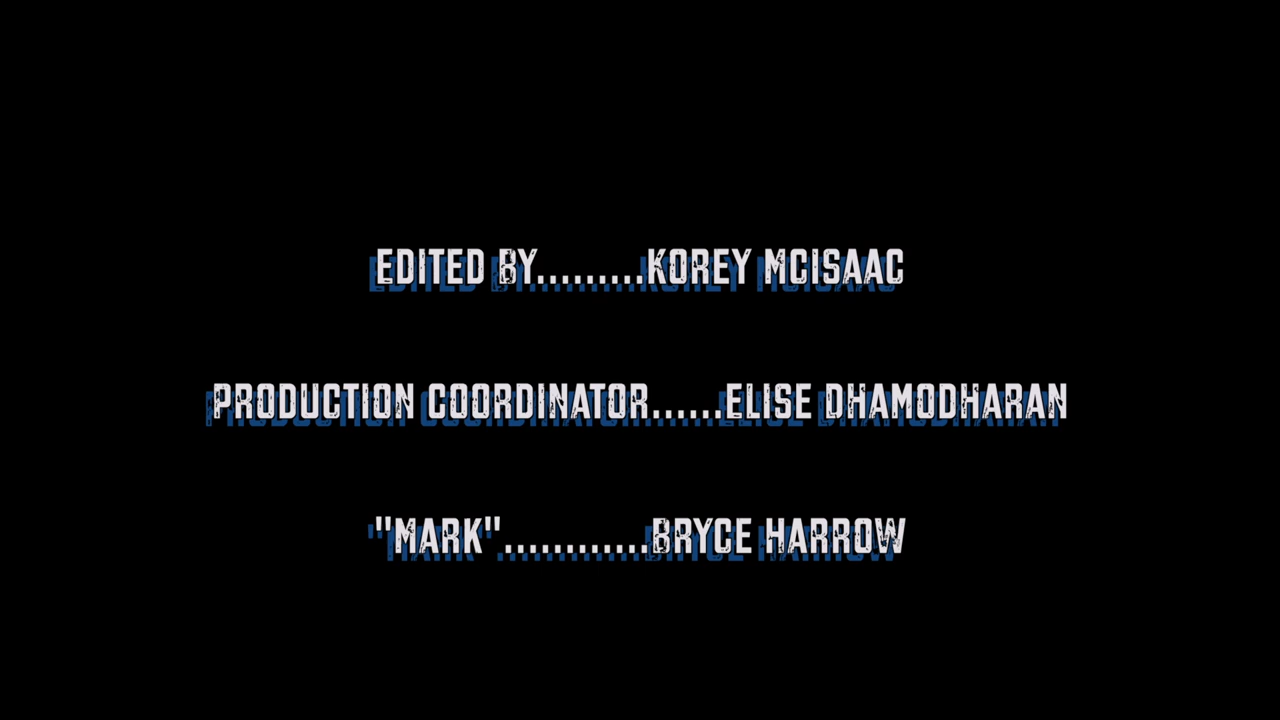 EDITED BY.........KOREY MCISAAC
PRODUCTION COORDINATOR......ELISE DHAMODHARAN
"MARK"............BRYCE HARROW